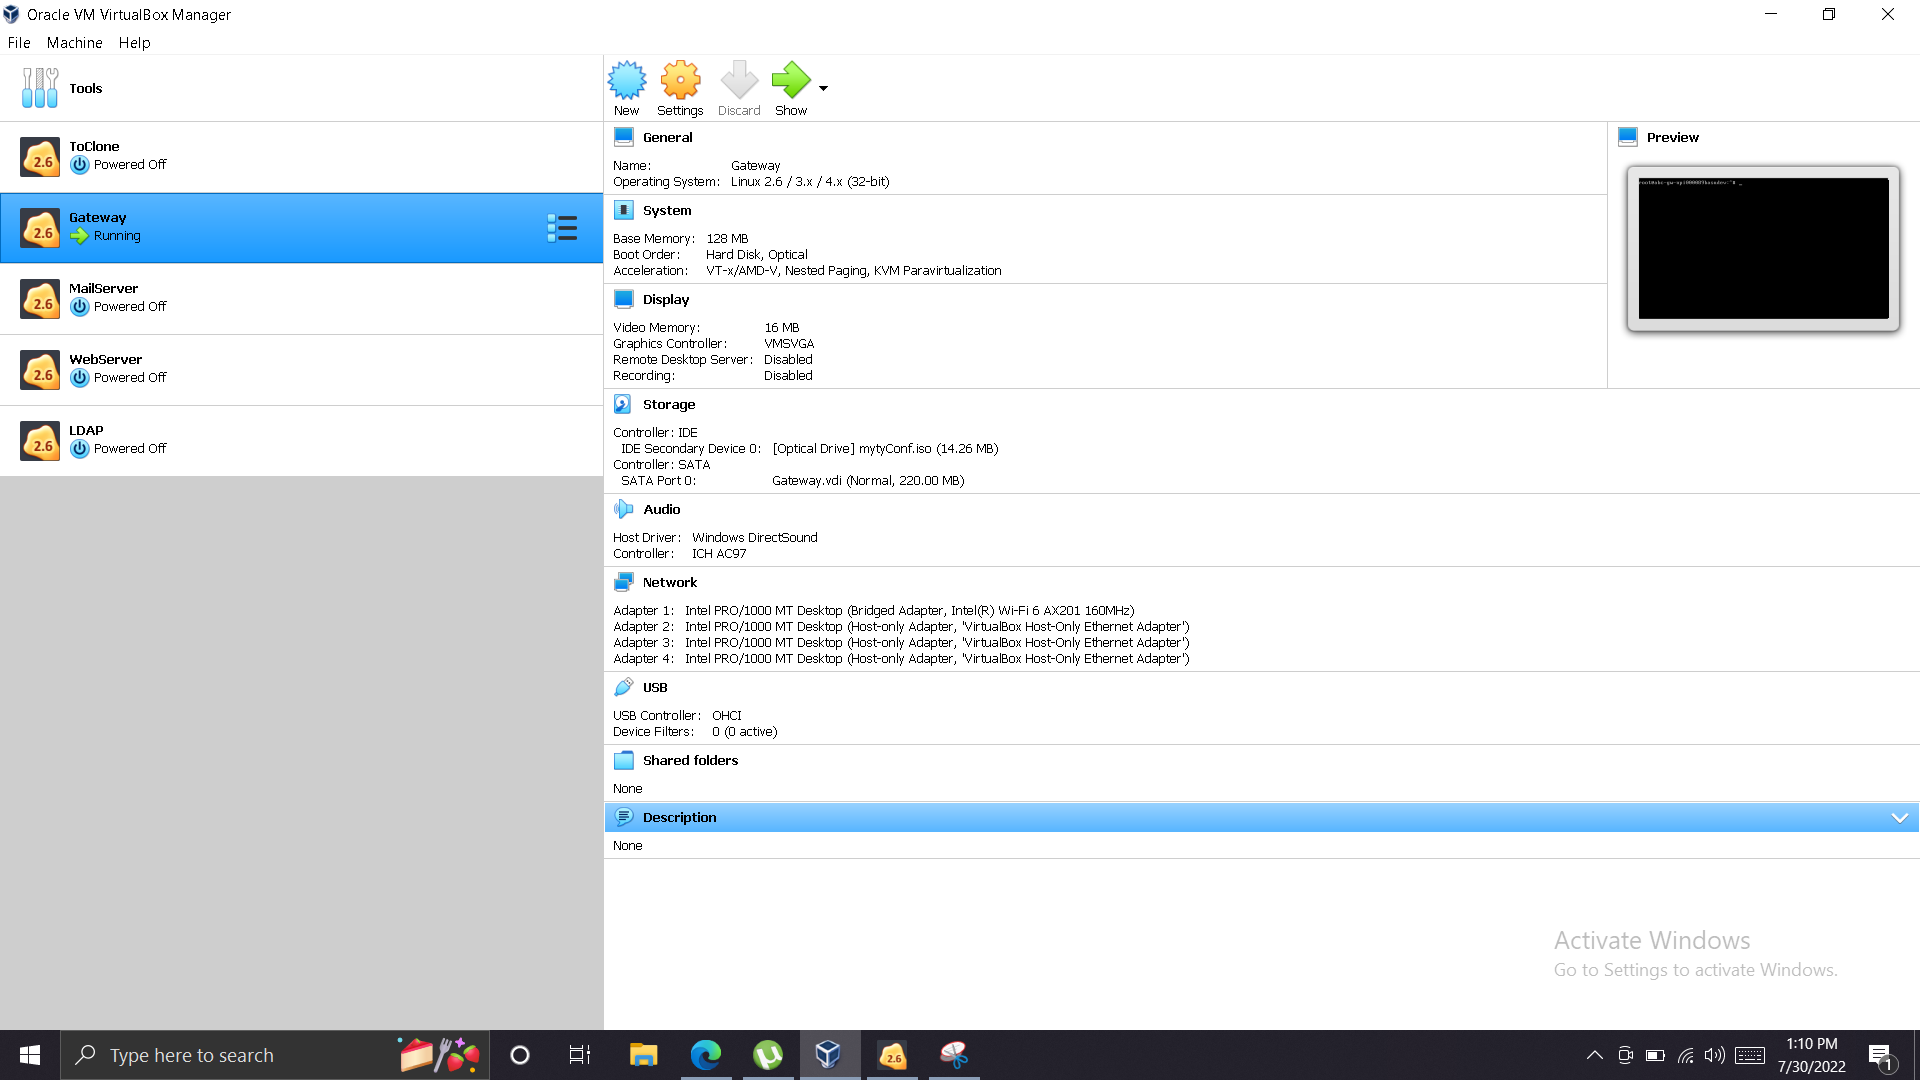 Oracle VM VirtualBox Manager
File Machine Help
Tools
New Settings Discard Show
2.6 ToClone
Powered Off
2.6 Gateway
Running
2.6 MailServer
Powered Off
2.6 WebServer
Powered Off
2.6 LDAP
Powered Off
General
Name: Gateway
Operating System: Linux 2.6 / 3.x / 4.x (32-bit)
System
Base Memory: 128 MB
Boot Order: Hard Disk, Optical
Acceleration: VT-x/AMD-V, Nested Paging, KVM Paravirtualization
Display
Video Memory: 16 MB
Graphics Controller: VMSVGA
Remote Desktop Server: Disabled
Recording: Disabled
Preview
Storage
Controller: IDE
IDE Secondary Device 0: [Optical Drive] mytyConf.iso (14.26 MB)
Controller: SATA
SATA Port 0: Gateway.vdi (Normal, 220.00 MB)
Audio
Host Driver: Windows DirectSound
Controller: ICH AC97
Network
Adapter 1: Intel PRO/1000 MT Desktop (Bridged Adapter, Intel(R) Wi-Fi 6 AX201 160MHz)
Adapter 2: Intel PRO/1000 MT Desktop (Host-only Adapter, 'VirtualBox Host-Only Ethernet Adapter')
Adapter 3: Intel PRO/1000 MT Desktop (Host-only Adapter, 'VirtualBox Host-Only Ethernet Adapter')
Adapter 4: Intel PRO/1000 MT Desktop (Host-only Adapter, 'VirtualBox Host-Only Ethernet Adapter')
USB
USB Controller: OHCI
Device Filters: 0 (0 active)
Shared folders
None
Description
None
Activate Windows
Go to Settings to activate Windows.
Type here to search
2.6
1:10 PM
7/30/2022
1